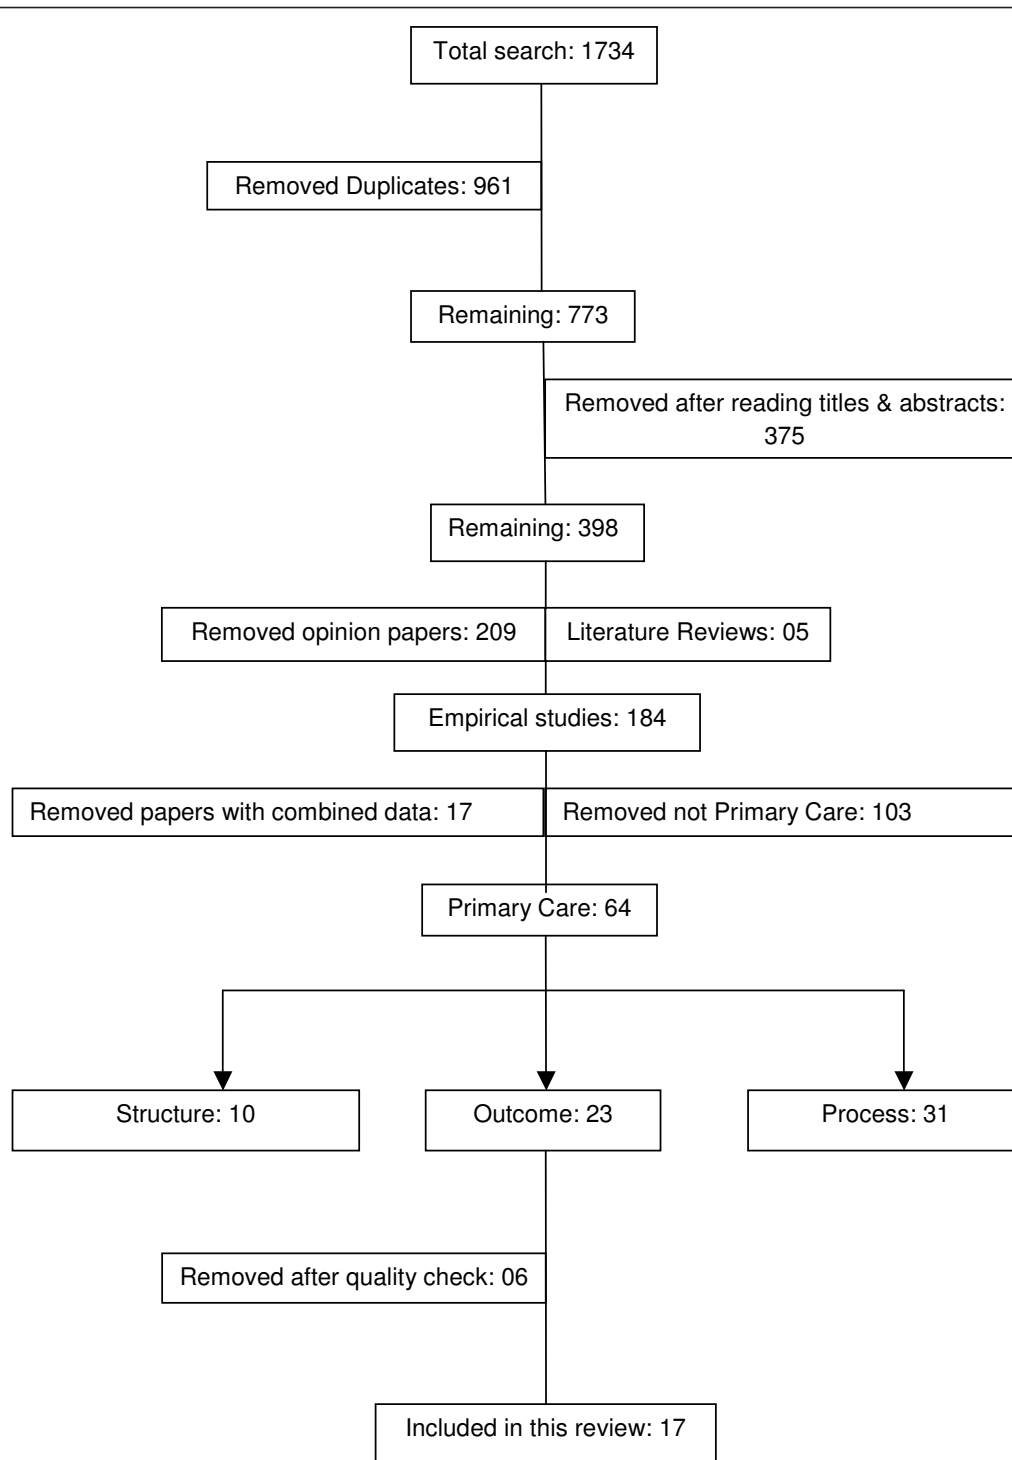 Total search: 1734
Removed Duplicates: 961
Remaining: 773
Removed after reading titles & abstracts:
375
Remaining: 398
Removed opinion papers: 209
Literature Reviews: 05
Empirical studies: 184
Removed papers with combined data: 17
Removed not Primary Care: 103
Primary Care: 64
Structure: 10
Outcome: 23
Process: 31
Removed after quality check: 06
Included in this review: 17